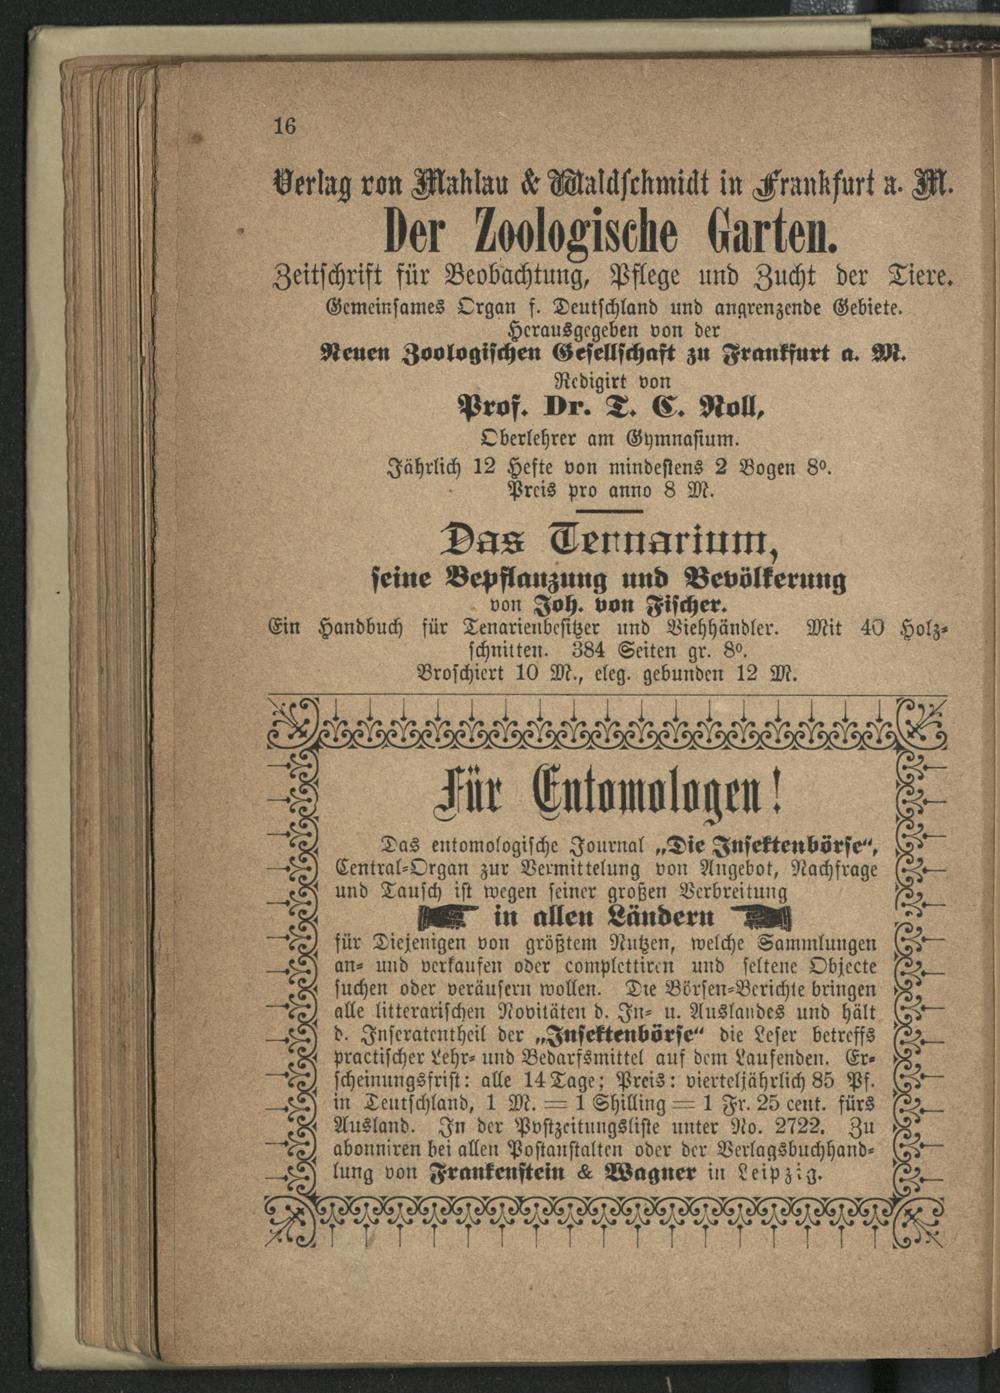 16
Verlag von Mahlau & Waldschmidt in Frankfurt a. M.
Der Zoologische Garten.
Zeitschrift für Beobachtung, Pflege und Zucht der Tiere.
Gemeinsames Organ f. Deutschland und angrenzende Gebiete.
Herausgegeben von der
Neuen Zoologischen Gesellschaft zu Frankfurt a. M.
Redigirt von
Prof. Dr. T. C. Noll,
Oberlehrer am Gymnasium.
Jährlich 12 Hefte von mindestens 2 Bogen 8º.
Preis pro anno 8 M.
Das Terrarium,
seine Bepflanzung und Bevölkerung
von Joh. von Fischer.
Ein Handbuch für Tenarienbesitzer und Viehhändler. Mit 40 Holz-
schnitten. 384 Seiten gr. 8º.
Broschiert 10 M., eleg. gebunden 12 M.
Für Entomologen!
Das entomologische Journal „Die Insektenbörse“,
Central-Organ zur Vermittelung von Angebot, Nachfrage
und Tausch ist wegen seiner großen Verbreitung
in allen Ländern
für Diejenigen von größtem Nutzen, welche Sammlungen
an- und verkaufen oder complettiren und seltene Objecte
suchen oder veräusern wollen. Die Börsen-Berichte bringen
alle litterarischen Novitäten d. In- u. Auslandes und hält
d. Inseratentheil der „Insektenbörse“ die Leser betreffs
practischer Lehr- und Bedarfsmittel auf dem Laufenden. Er-
scheinungsfrist: alle 14 Tage; Preis: vierteljährlich 85 Pf.
in Deutschland, 1 M. = 1 Shilling = 1 Fr. 25 cent. fürs
Ausland. In der Postzeitungsliste unter No. 2722. Zu
abonniren bei allen Postanstalten oder der Verlagsbuchhand-
lung von Frankenstein & Wagner in Leipzig.